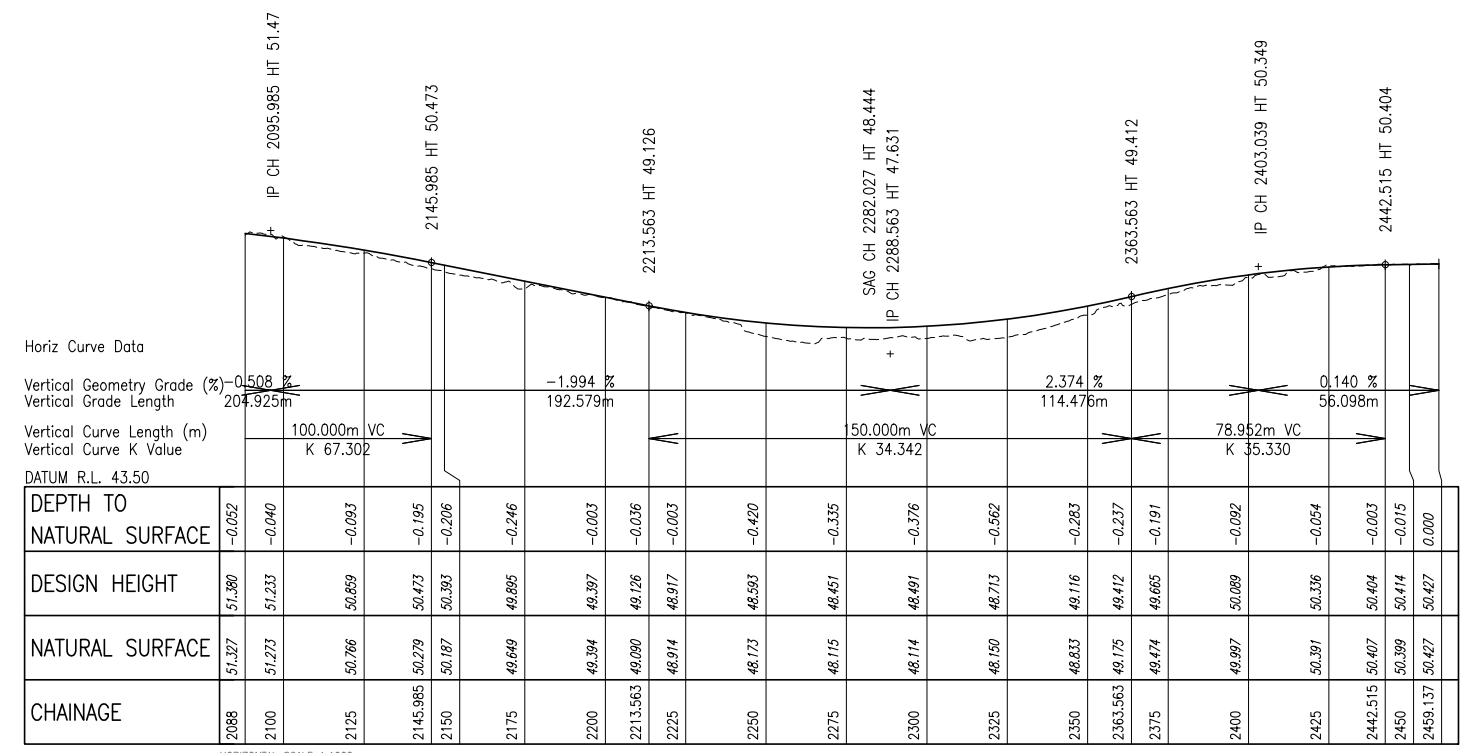 IP CH 2095.985 HT 51.47
2145.985 HT 50.473
2213.563 HT 49.126
SAG CH 2282.027 HT 48.444
IP CH 2288.563 HT 47.631
2363.563 HT 49.412
IP CH 2403.039 HT 50.349
2442.515 HT 50.404
Horiz Curve Data
Vertical Geometry Grade (%) -0.508 % -1.994 % 2.374 % 0.140 %
Vertical Grade Length 204.925m 192.579m 114.476m 56.098m
Vertical Curve Length (m) 100.000m VC 150.000m VC 78.952m VC
Vertical Curve K Value K 67.302 K 34.342 K 35.330
DATUM R.L. 43.50
DEPTH TO
NATURAL SURFACE -0.052 -0.040 -0.093 -0.195 -0.206 -0.246 -0.003 -0.036 -0.003 -0.420 -0.335 -0.376 -0.562 -0.283 -0.237 -0.191 -0.092 -0.054 -0.003 -0.015 0.000
DESIGN HEIGHT 51.380 51.233 50.859 50.473 50.393 49.895 49.397 49.126 48.917 48.593 48.451 48.491 48.713 49.116 49.412 49.665 50.089 50.336 50.404 50.414 50.427
NATURAL SURFACE 51.327 51.273 50.766 50.279 50.187 49.649 49.394 49.090 48.914 48.173 48.115 48.114 48.150 48.833 49.175 49.474 49.997 50.391 50.407 50.399 50.427
CHAINAGE 2088 2100 2125 2145.985 2150 2175 2200 2213.563 2225 2250 2275 2300 2325 2350 2363.563 2375 2400 2425 2442.515 2450 2459.137